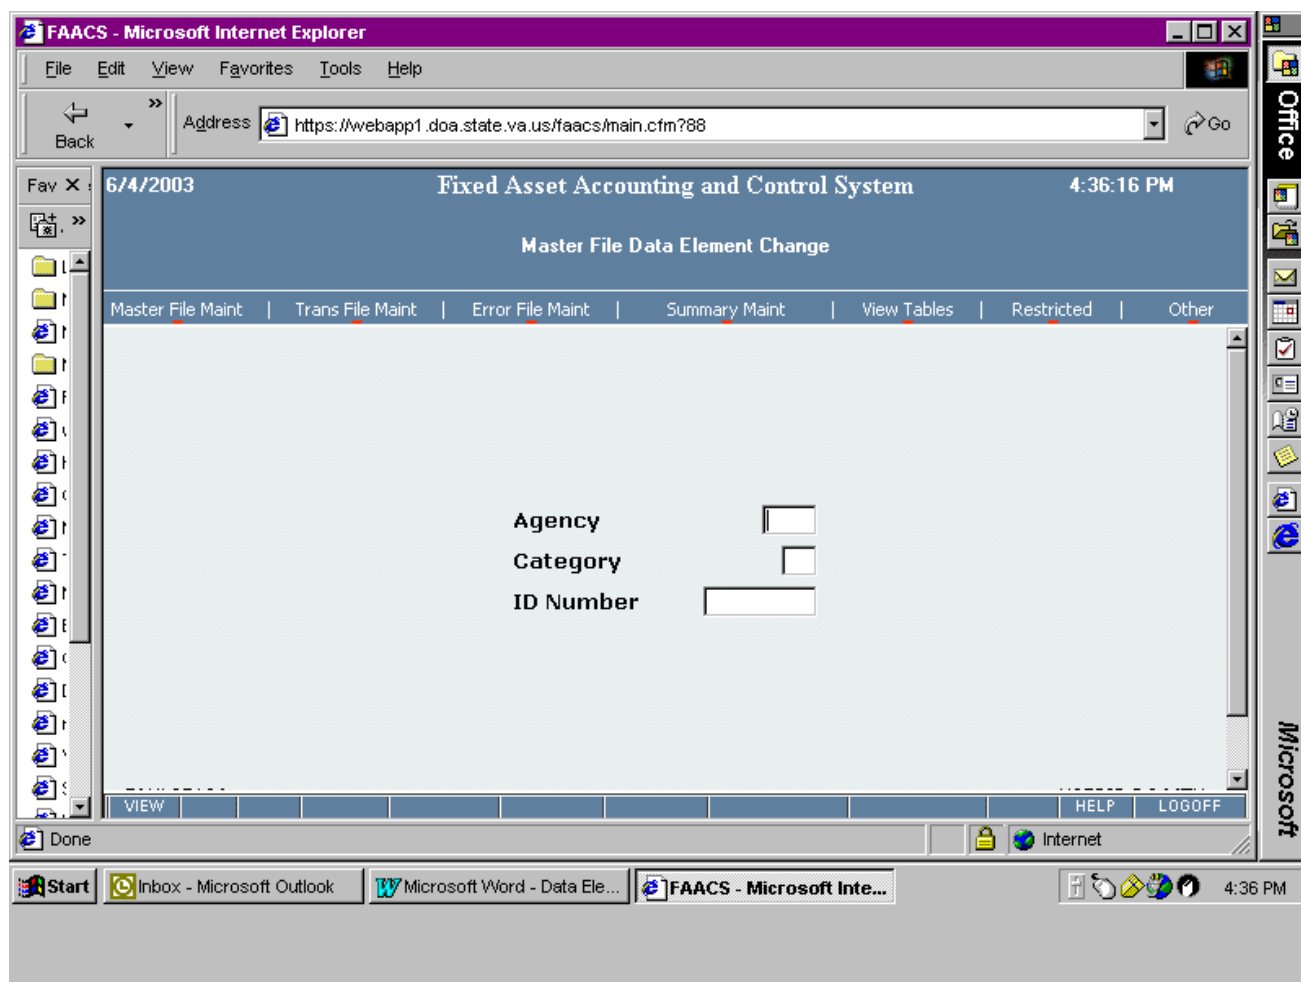 FAACS - Microsoft Internet Explorer
File Edit View Favorites Tools Help
Back
Address https://webapp1.doa.state.va.us/faacs/main.cfm?88 Go
Fav
6/4/2003 Fixed Asset Accounting and Control System 4:36:16 PM
Master File Data Element Change
Master File Maint | Trans File Maint | Error File Maint | Summary Maint | View Tables | Restricted | Other
Agency
Category
ID Number
VIEW HELP LOGOFF
Done Internet
Start Inbox - Microsoft Outlook Microsoft Word - Data Ele... FAACS - Microsoft Inte... 4:36 PM
Office
Microsoft